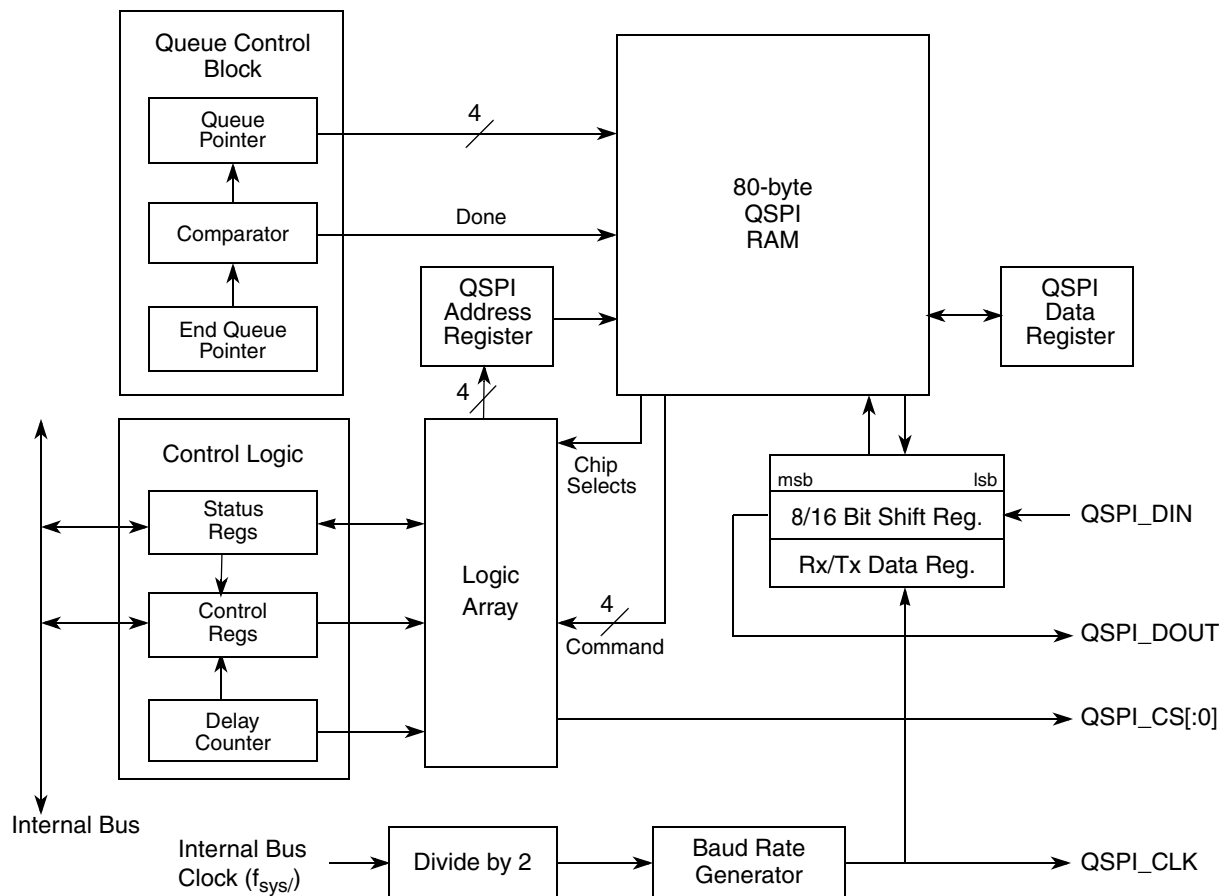 Queue Control
Block
Queue
Pointer
4
Comparator
Done
End Queue
Pointer
80-byte
QSPI
RAM
QSPI
Address
Register
QSPI
Data
Register
4
Control Logic
Status
Regs
Control
Regs
Delay
Counter
Logic
Array
Chip
Selects
4
Command
msb
lsb
8/16 Bit Shift Reg.
Rx/Tx Data Reg.
QSPI_DIN
QSPI_DOUT
QSPI_CS[:0]
Internal Bus
Internal Bus
Clock (fsys/)
Divide by 2
Baud Rate
Generator
QSPI_CLK